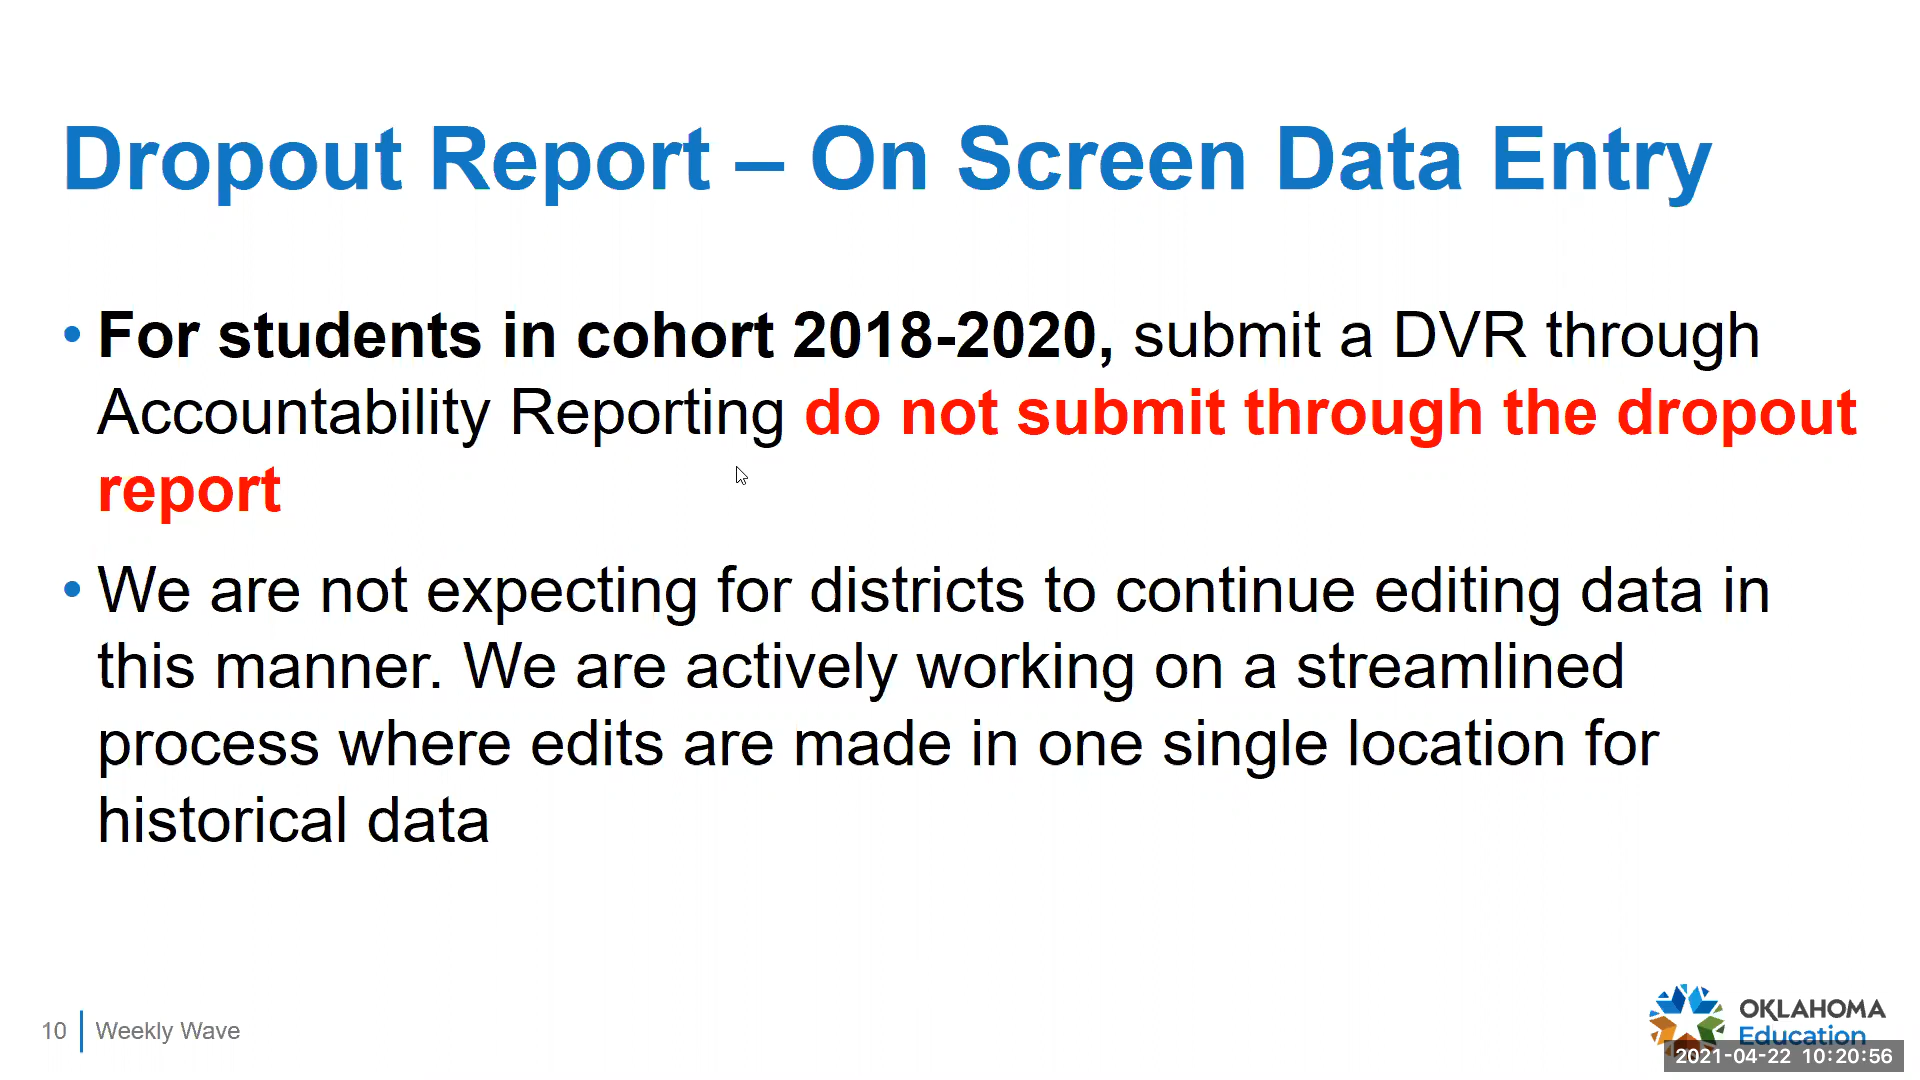 Dropout Report – On Screen Data Entry
• For students in cohort 2018-2020, submit a DVR through
Accountability Reporting do not submit through the dropout
report
• We are not expecting for districts to continue editing data in
this manner. We are actively working on a streamlined
process where edits are made in one single location for
historical data
10 Weekly Wave
OKLAHOMA
Education
2021-04-22 10:20:56